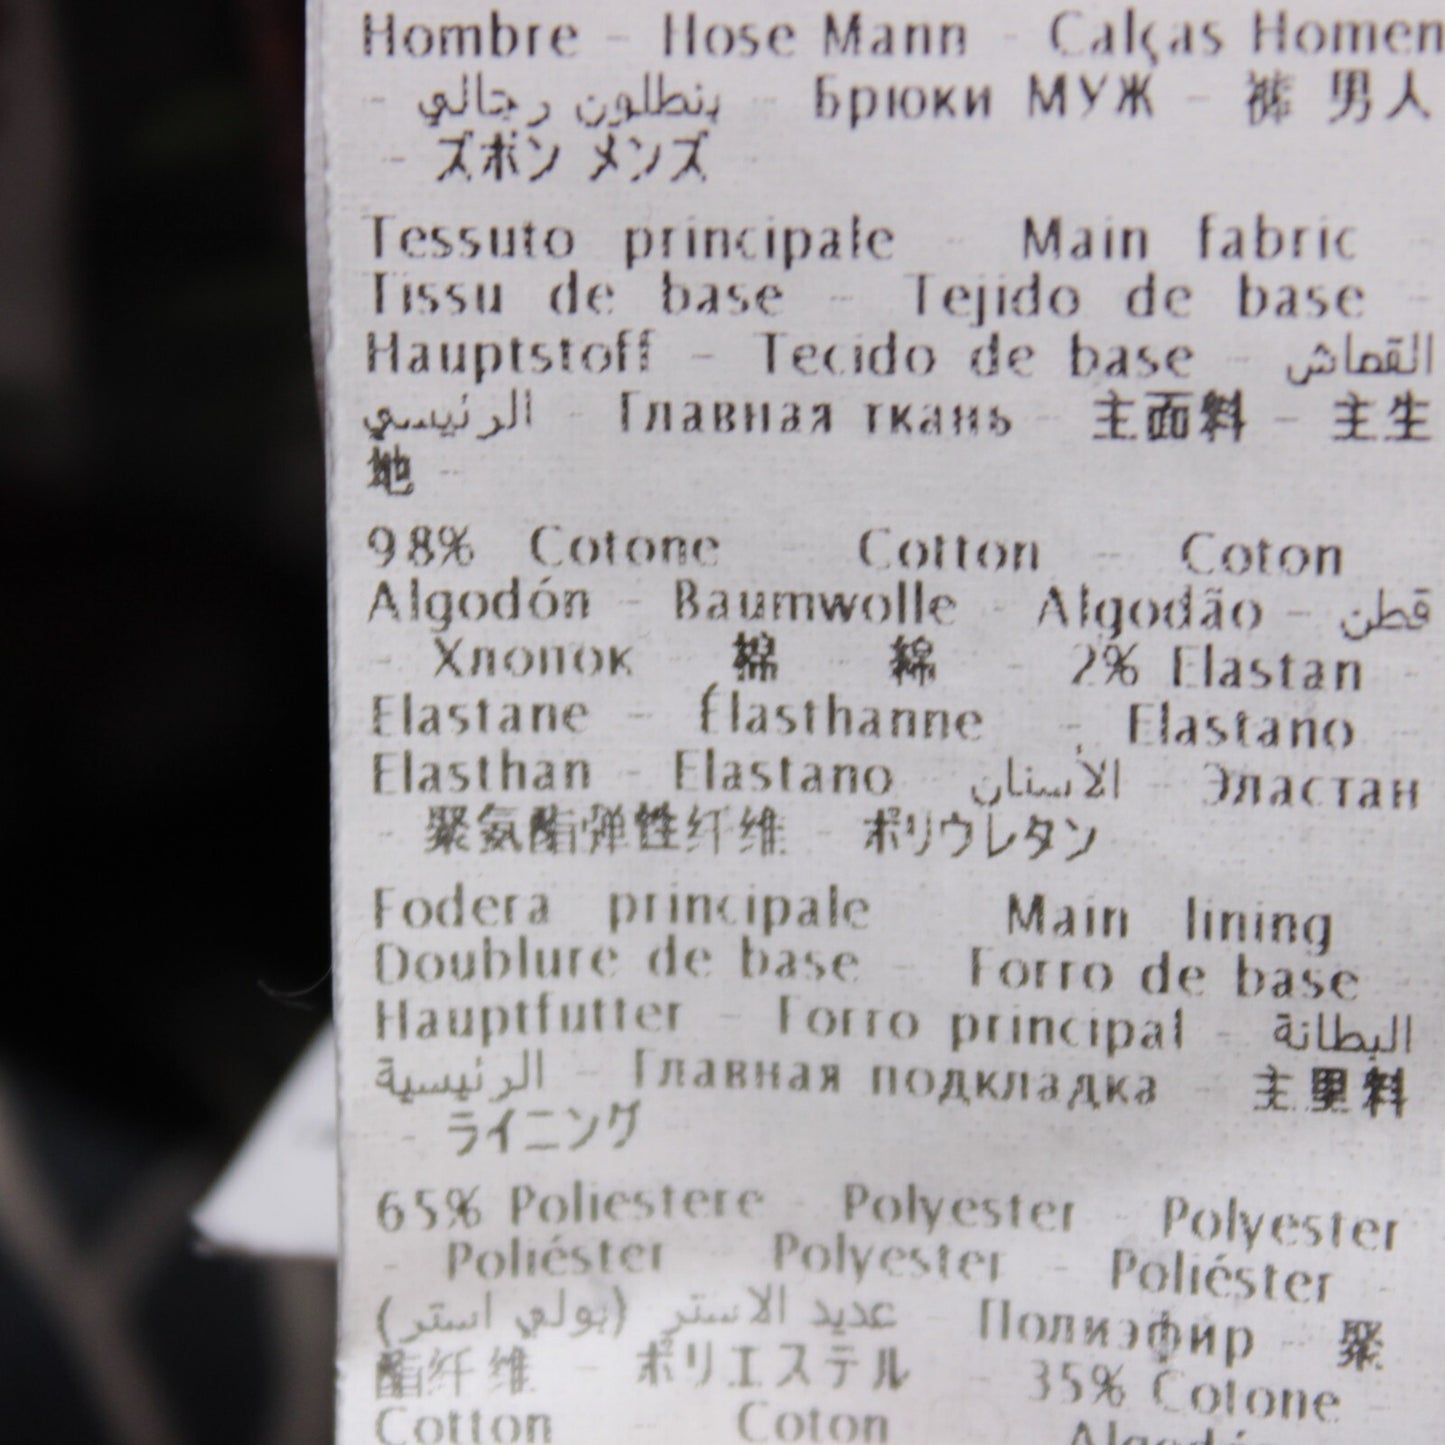 Hombre - Hose Mann - Calças Homen
- بنطلون رجالي - Брюки МУЖ - 裤 男人
- ズボン メンズ
Tessuto principale - Main fabric -
Tissu de base - Tejido de base -
Hauptstoff - Tecido de base - القماش
الرئيسي - Главная ткань - 主面料 - 主生
地 -
98% Cotone - Cotton - Coton -
Algodón - Baumwolle - Algodão - قطن
- Хлопок - 棉 - 綿 - 2% Elastan -
Elastane - Élasthanne - Elastano -
Elasthan - Elastano - الأستان - Эластан
- 聚氨酯弹性纤维 - ポリウレタン
Fodera principale - Main lining -
Doublure de base - Forro de base -
Hauptfutter - Forro principal - البطانة
الرئيسية - Главная подкладка - 主里料
- ライニング
65% Poliestere - Polyester - Polyester
- Poliéster - Polyester - Poliéster -
عديد الاستر (بولي استر) - Полиэфир - 聚
酯纤维 - ポリエステル - 35% Cotone -
Cotton - Coton -